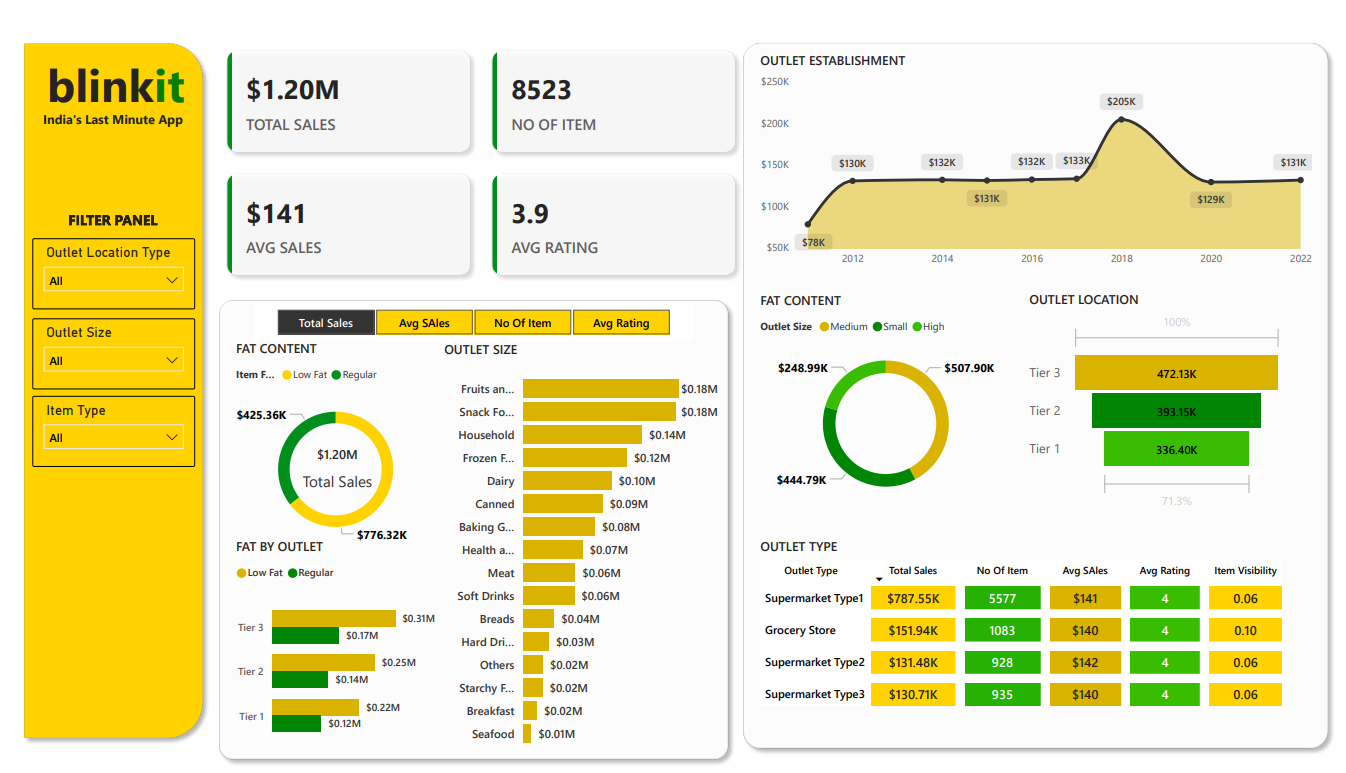 blinkit
India's Last Minute App
FILTER PANEL
Outlet Location Type
All
Outlet Size
All
Item Type
All
$1.20M
TOTAL SALES
8523
NO OF ITEM
$141
AVG SALES
3.9
AVG RATING
Total Sales Avg SAles No Of Item Avg Rating
FAT CONTENT
Item F... Low Fat Regular
$425.36K
$1.20M
Total Sales
$776.32K
FAT BY OUTLET
Low Fat Regular
Tier 3 $0.31M
$0.17M
Tier 2 $0.25M
$0.14M
Tier 1 $0.22M
$0.12M
OUTLET SIZE
Fruits an... $0.18M
Snack Fo... $0.18M
Household $0.14M
Frozen F... $0.12M
Dairy $0.10M
Canned $0.09M
Baking G... $0.08M
Health a... $0.07M
Meat $0.06M
Soft Drinks $0.06M
Breads $0.04M
Hard Dri... $0.03M
Others $0.02M
Starchy F... $0.02M
Breakfast $0.02M
Seafood $0.01M
OUTLET ESTABLISHMENT
$250K
$200K
$150K
$100K
$50K
$78K $130K $132K $131K $132K $133K $205K $129K $131K
2012 2014 2016 2018 2020 2022
FAT CONTENT
Outlet Size Medium Small High
$248.99K $507.90K
$444.79K
OUTLET LOCATION
100%
Tier 3 472.13K
Tier 2 393.15K
Tier 1 336.40K
71.3%
OUTLET TYPE
Outlet Type Total Sales No Of Item Avg SAles Avg Rating Item Visibility
Supermarket Type1 $787.55K 5577 $141 4 0.06
Grocery Store $151.94K 1083 $140 4 0.10
Supermarket Type2 $131.48K 928 $142 4 0.06
Supermarket Type3 $130.71K 935 $140 4 0.06